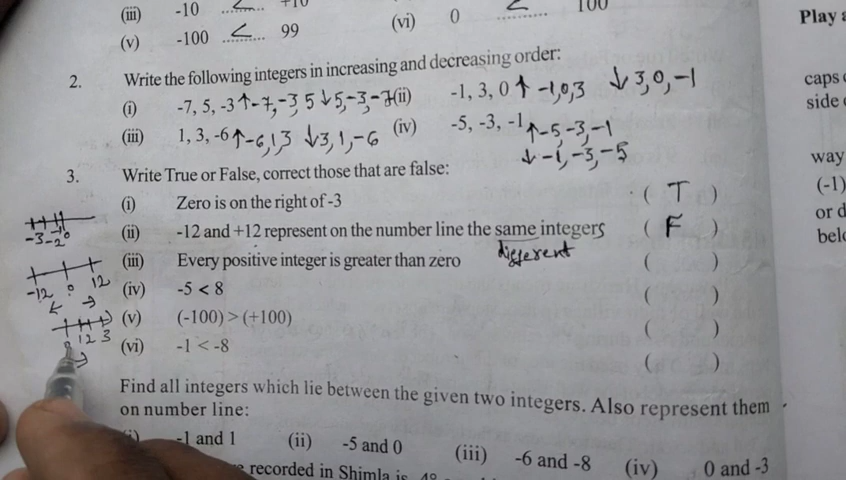 (iii) -10 ...<... +10 (vi) 0 ...<... 100
(v) -100 ...<... 99
Play
2. Write the following integers in increasing and decreasing order:
(i) -7, 5, -3 ↑ -7, -3, 5 ↓ 5, -3, -7 (ii) -1, 3, 0 ↑ -1, 0, 3 ↓ 3, 0, -1
(iii) 1, 3, -6 ↑ -6, 1, 3 ↓ 3, 1, -6 (iv) -5, -3, -1 ↑ -5, -3, -1
↓ -1, -3, -5
caps
side
3. Write True or False, correct those that are false:
(i) Zero is on the right of -3 ( T )
(ii) -12 and +12 represent on the number line the same integers ( F )
different
(iii) Every positive integer is greater than zero ( )
(iv) -5 < 8 ( )
(v) (-100) > (+100) ( )
(vi) -1 < -8 ( )
-3 -2 -1 0
-12 0 12
← →
0 1 2 3
→
way
(-1)
or
Find all integers which lie between the given two integers. Also represent them
on number line:
-1 and 1 (ii) -5 and 0 (iii) -6 and -8 (iv) 0 and -3
recorded in Shimla is